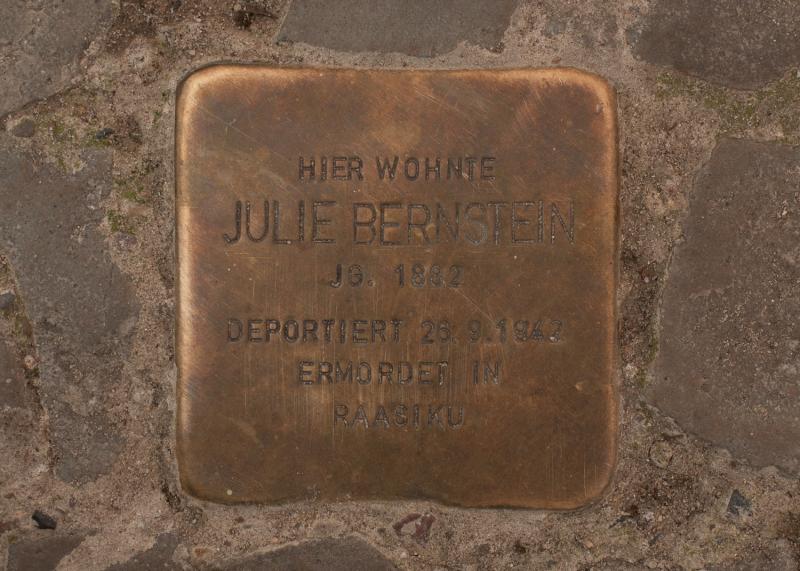 HIER WOHNTE
JULIE BERNSTEIN
JG. 1882
DEPORTIERT 26.9.1942
ERMORDET IN
RAASIKU